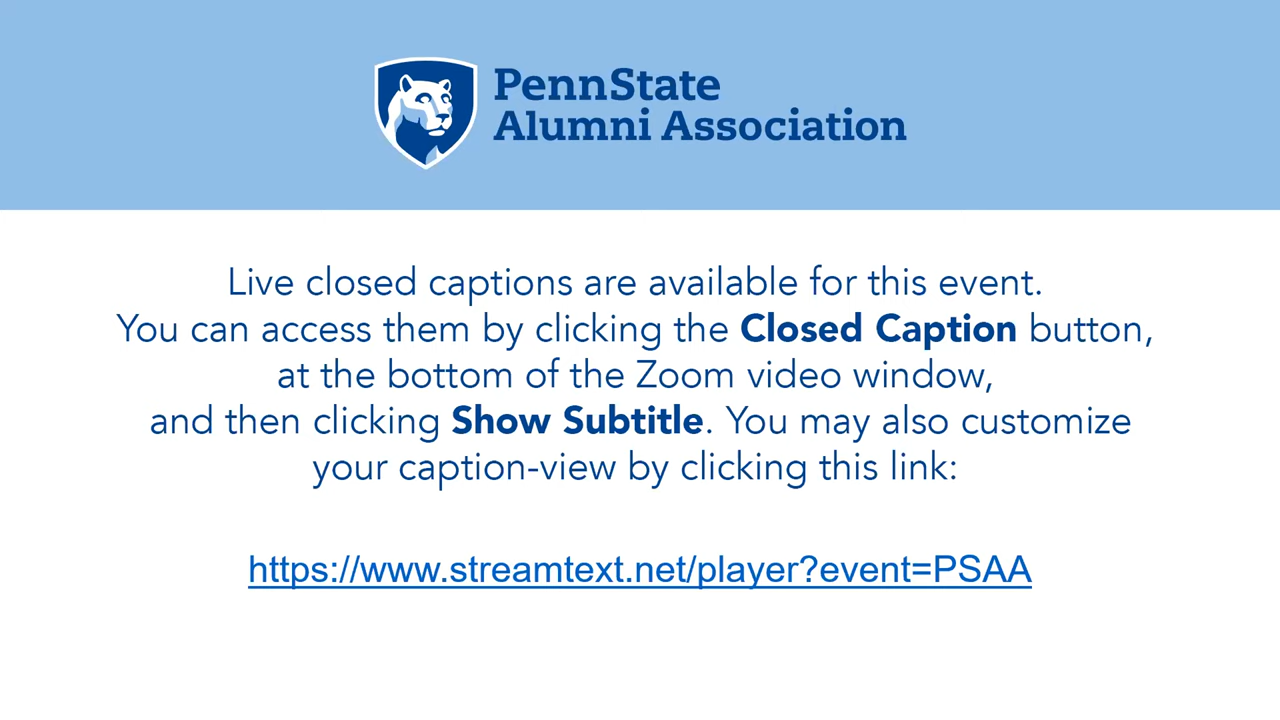 PennState
Alumni Association
Live closed captions are available for this event.
You can access them by clicking the Closed Caption button,
at the bottom of the Zoom video window,
and then clicking Show Subtitle. You may also customize
your caption-view by clicking this link:
https://www.streamtext.net/player?event=PSAA